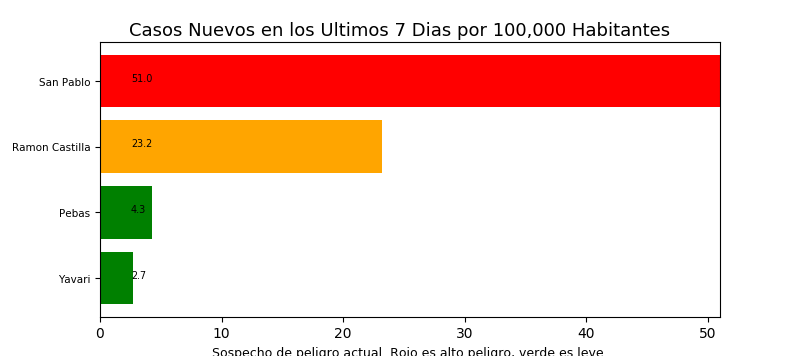 Casos Nuevos en los Ultimos 7 Dias por 100,000 Habitantes
San Pablo 51.0
Ramon Castilla 23.2
Pebas 4.3
Yavari 2.7
0 10 20 30 40 50
Sospecho de peligro actual. Rojo es alto peligro, verde es leve